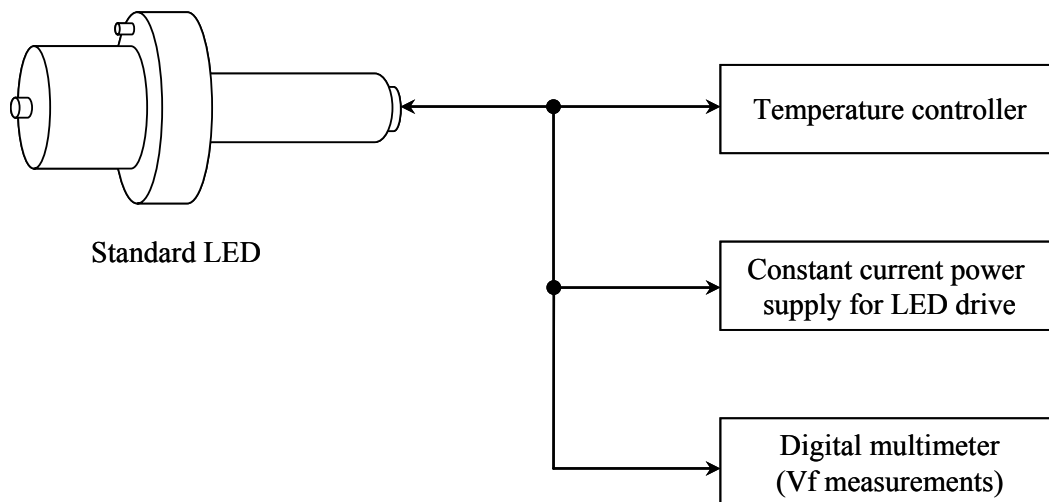 Temperature controller
Standard LED
Constant current power
supply for LED drive
Digital multimeter
(Vf measurements)